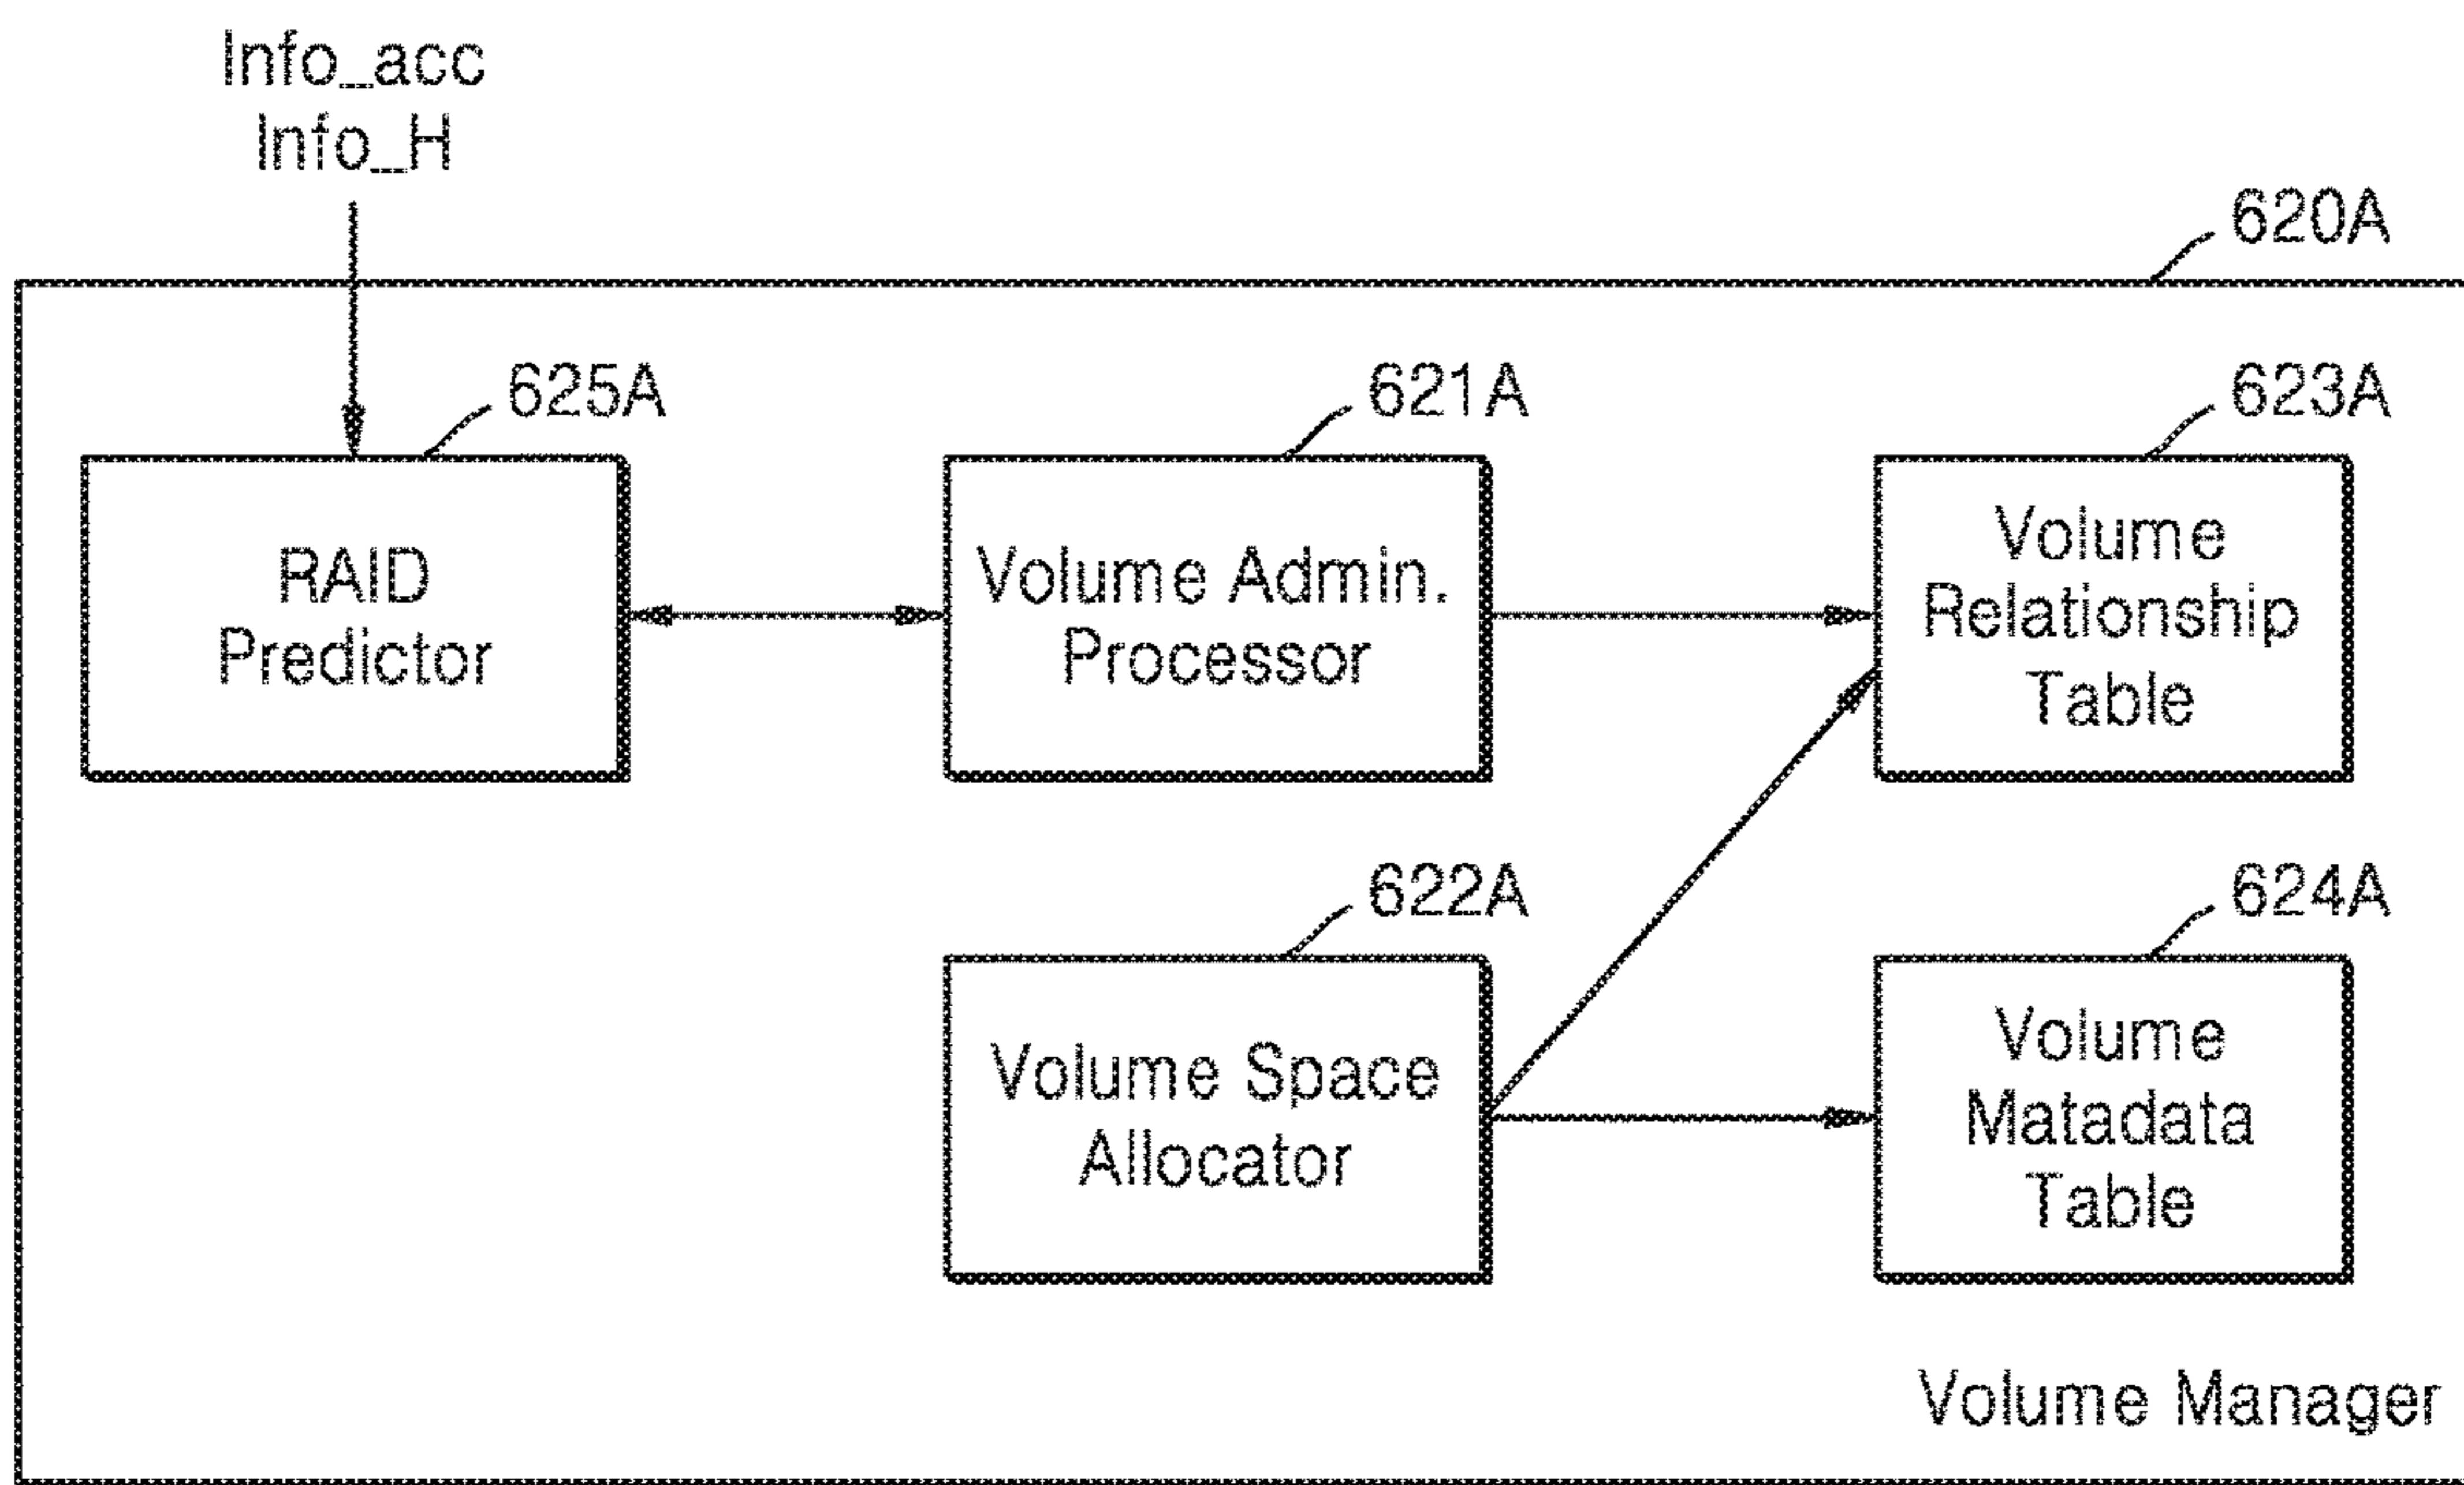 Info_acc
Info_H
620A
625A
621A
623A
RAID
Predictor
Volume Admin.
Processor
Volume
Relationship
Table
622A
624A
Volume Space
Allocator
Volume
Matadata
Table
Volume Manager